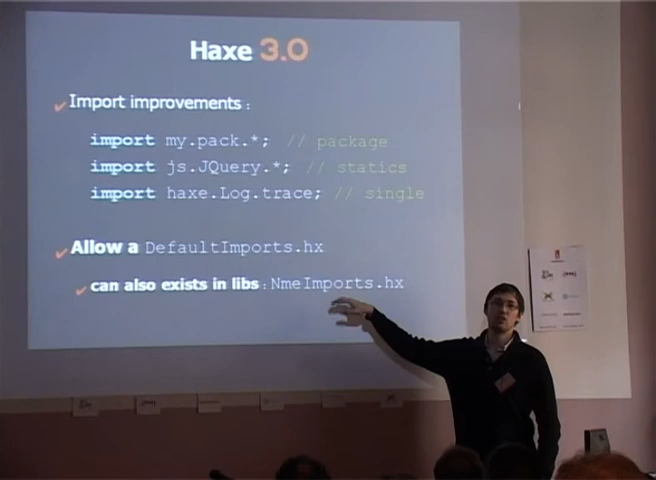 Haxe 3.0
Import improvements :
import my.pack.*; // package
import js.JQuery.*; // statics
import haxe.Log.trace; // single
Allow a DefaultImports.hx
can also exists in libs : NmeImports.hx